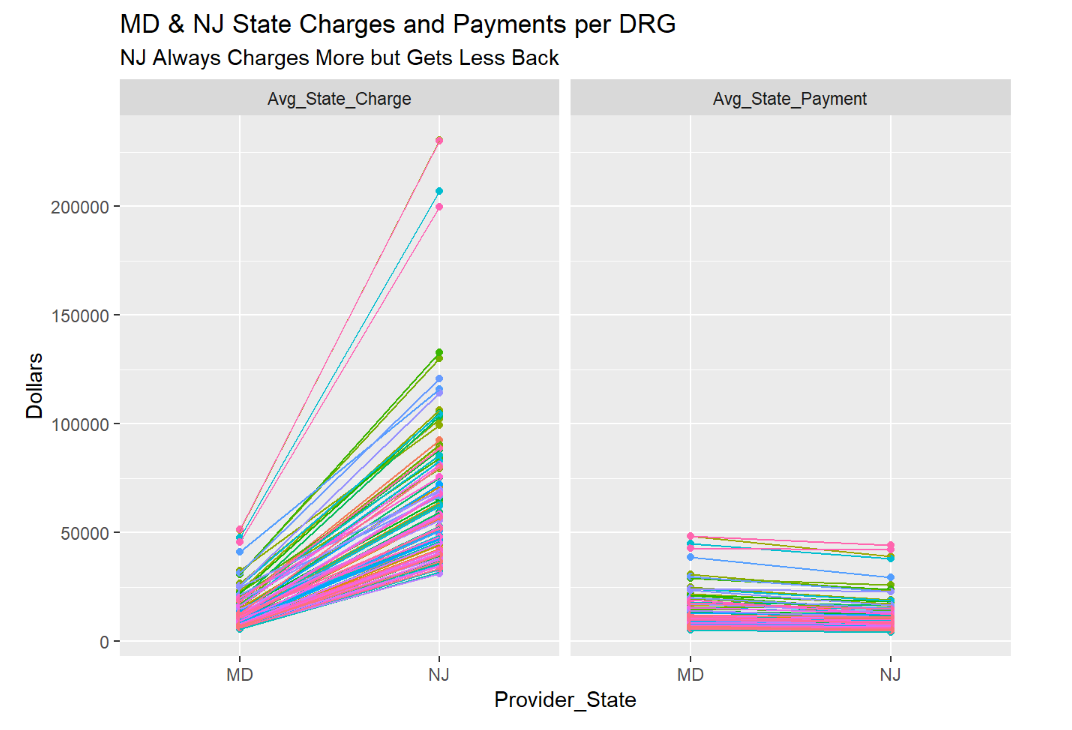 MD & NJ State Charges and Payments per DRG
NJ Always Charges More but Gets Less Back
Avg_State_Charge
Avg_State_Payment
Dollars
200000
150000
100000
50000
0
MD
NJ
MD
NJ
Provider_State